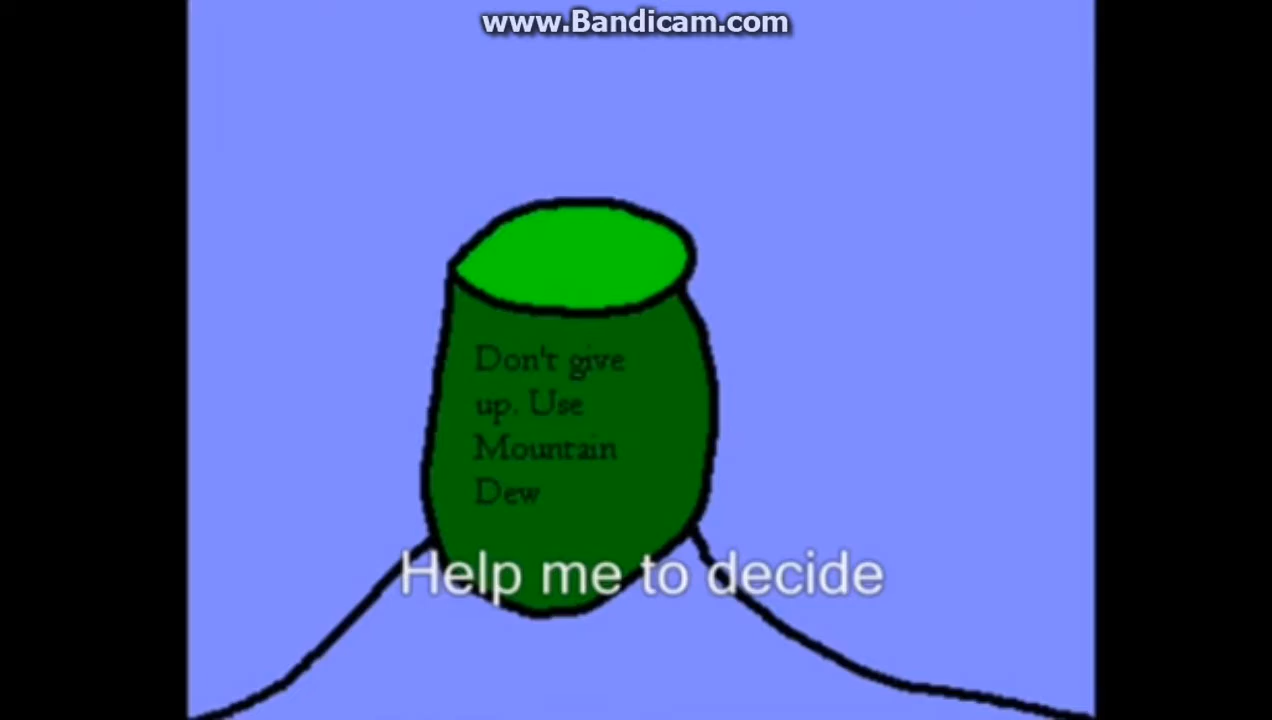 www.Bandicam.com
Don't give
up. Use
Mountain
Dew
Help me to decide